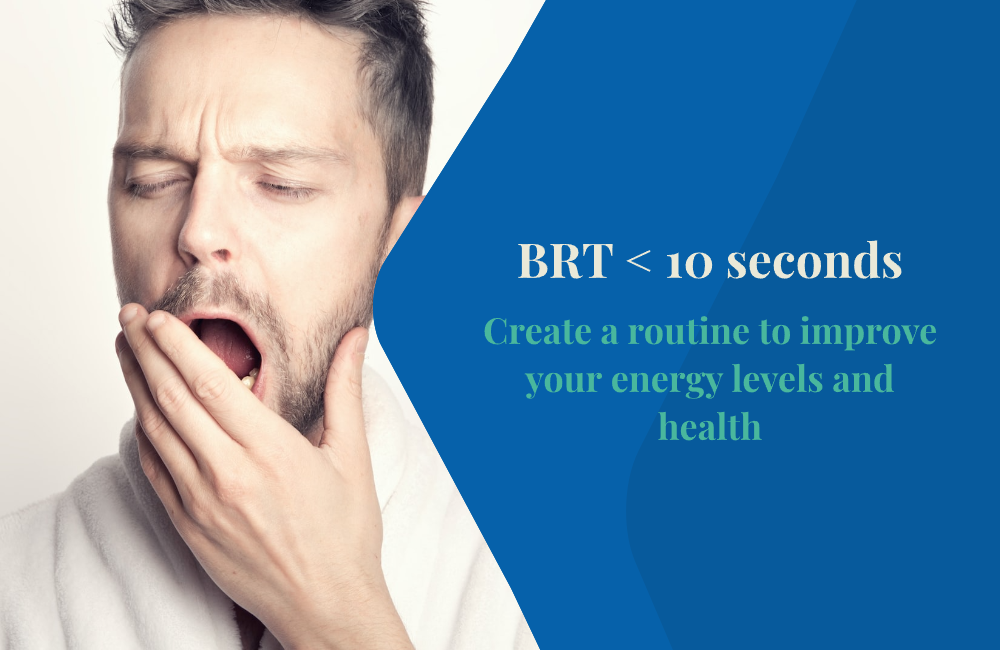 BRT < 10 seconds
Create a routine to improve
your energy levels and
health